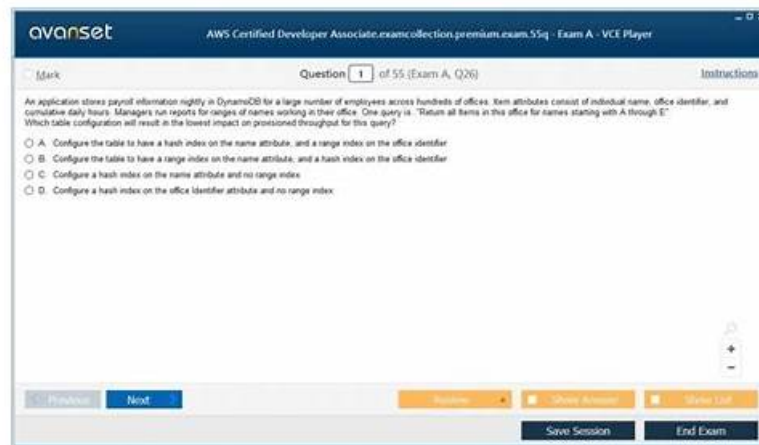 avanset
AWS Certified Developer Associate.examcollection.premium.exam.55q - Exam A - VCE Player
Mark
Question 1 of 55 (Exam A, Q26)
Instructions
An application stores payroll information nightly in DynamoDB for a large number of employees across hundreds of offices. Item attributes consist of individual name, office identifier, and
cumulative daily hours. Managers run reports for ranges of names working in their office. One query is. "Return all Items in this office for names starting with A through E"
Which table configuration will result in the lowest impact on provisioned throughput for this query?
A. Configure the table to have a hash index on the name attribute, and a range index on the office identifier
B. Configure the table to have a range index on the name attribute, and a hash index on the office identifier
C. Configure a hash index on the name attribute and no range index
D. Configure a hash index on the office Identifier attribute and no range index
Previous
Next
Review
Show Answer
Show List
Save Session
End Exam